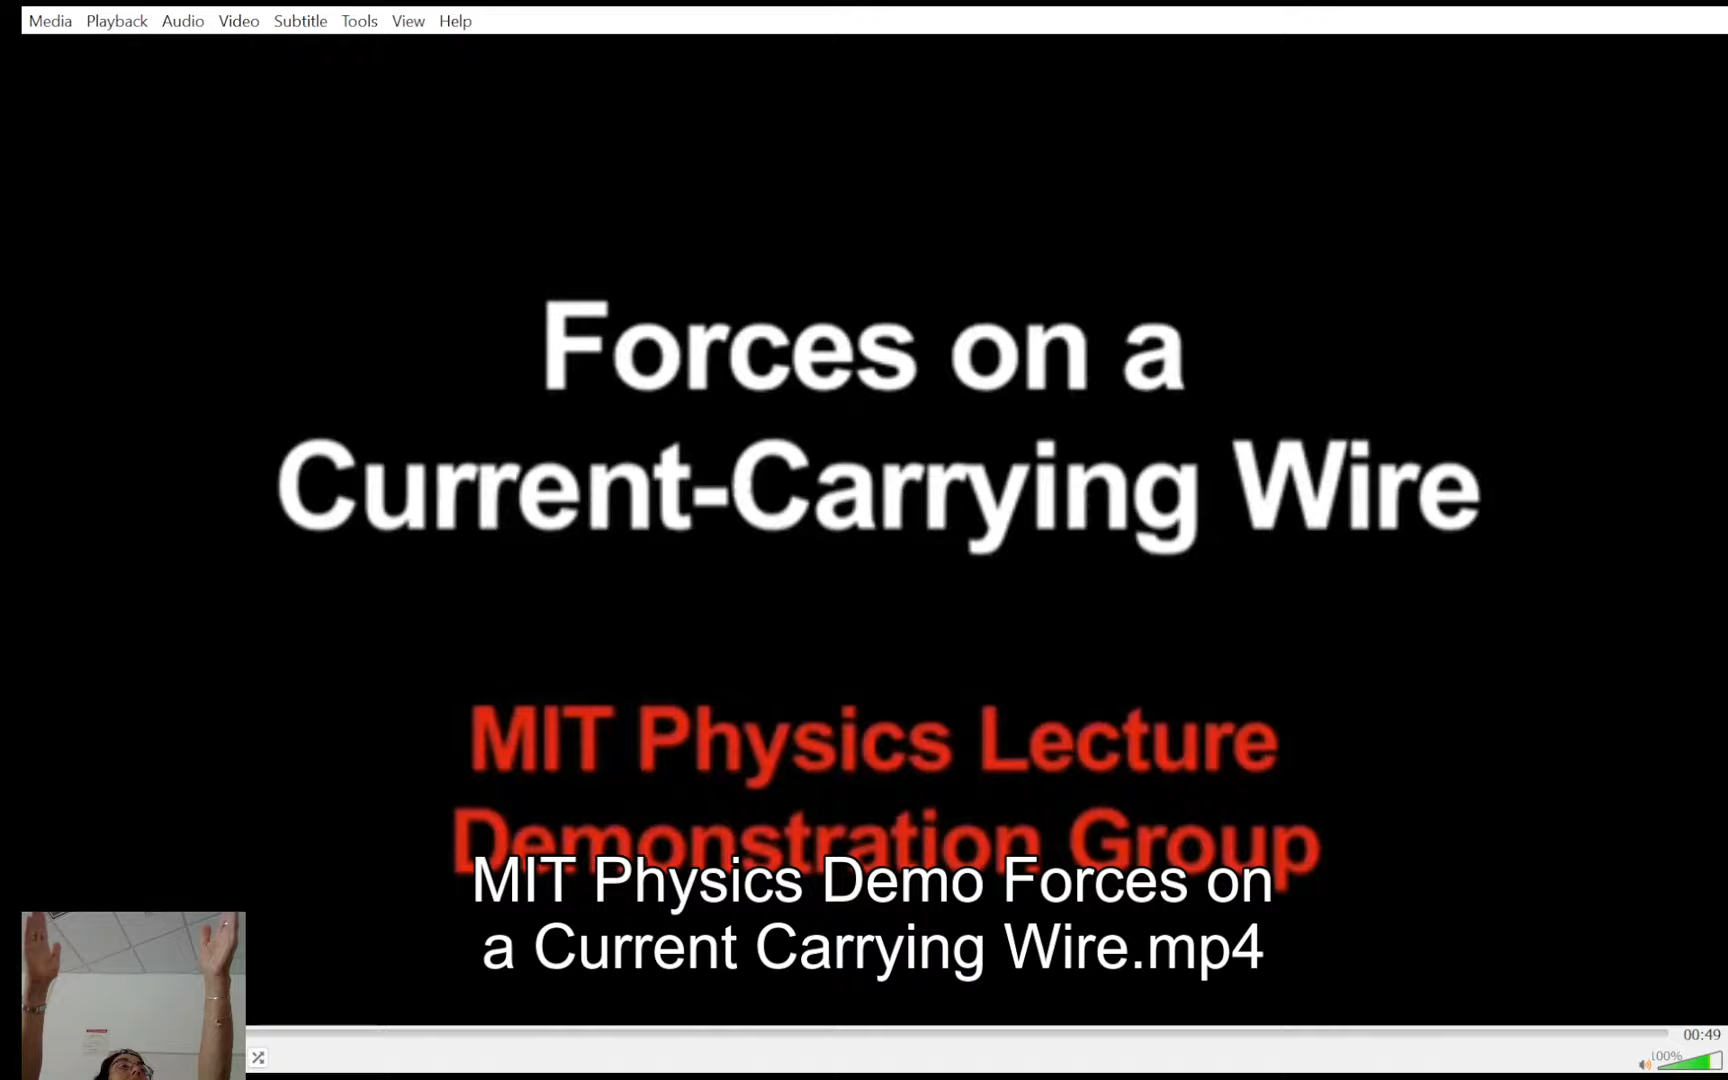 Media Playback Audio Video Subtitle Tools View Help
Forces on a
Current-Carrying Wire
MIT Physics Lecture
Demonstration Group
MIT Physics Demo Forces on
a Current Carrying Wire.mp4
00:49
100%